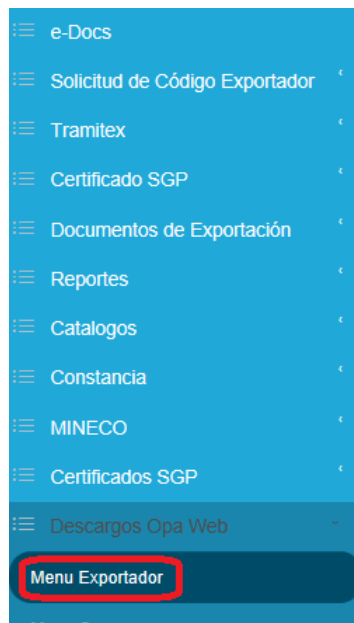 e-Docs
Solicitud de Código Exportador
Tramitex
Certificado SGP
Documentos de Exportación
Reportes
Catalogos
Constancia
MINECO
Certificados SGP
Descargos Opa Web
Menu Exportador